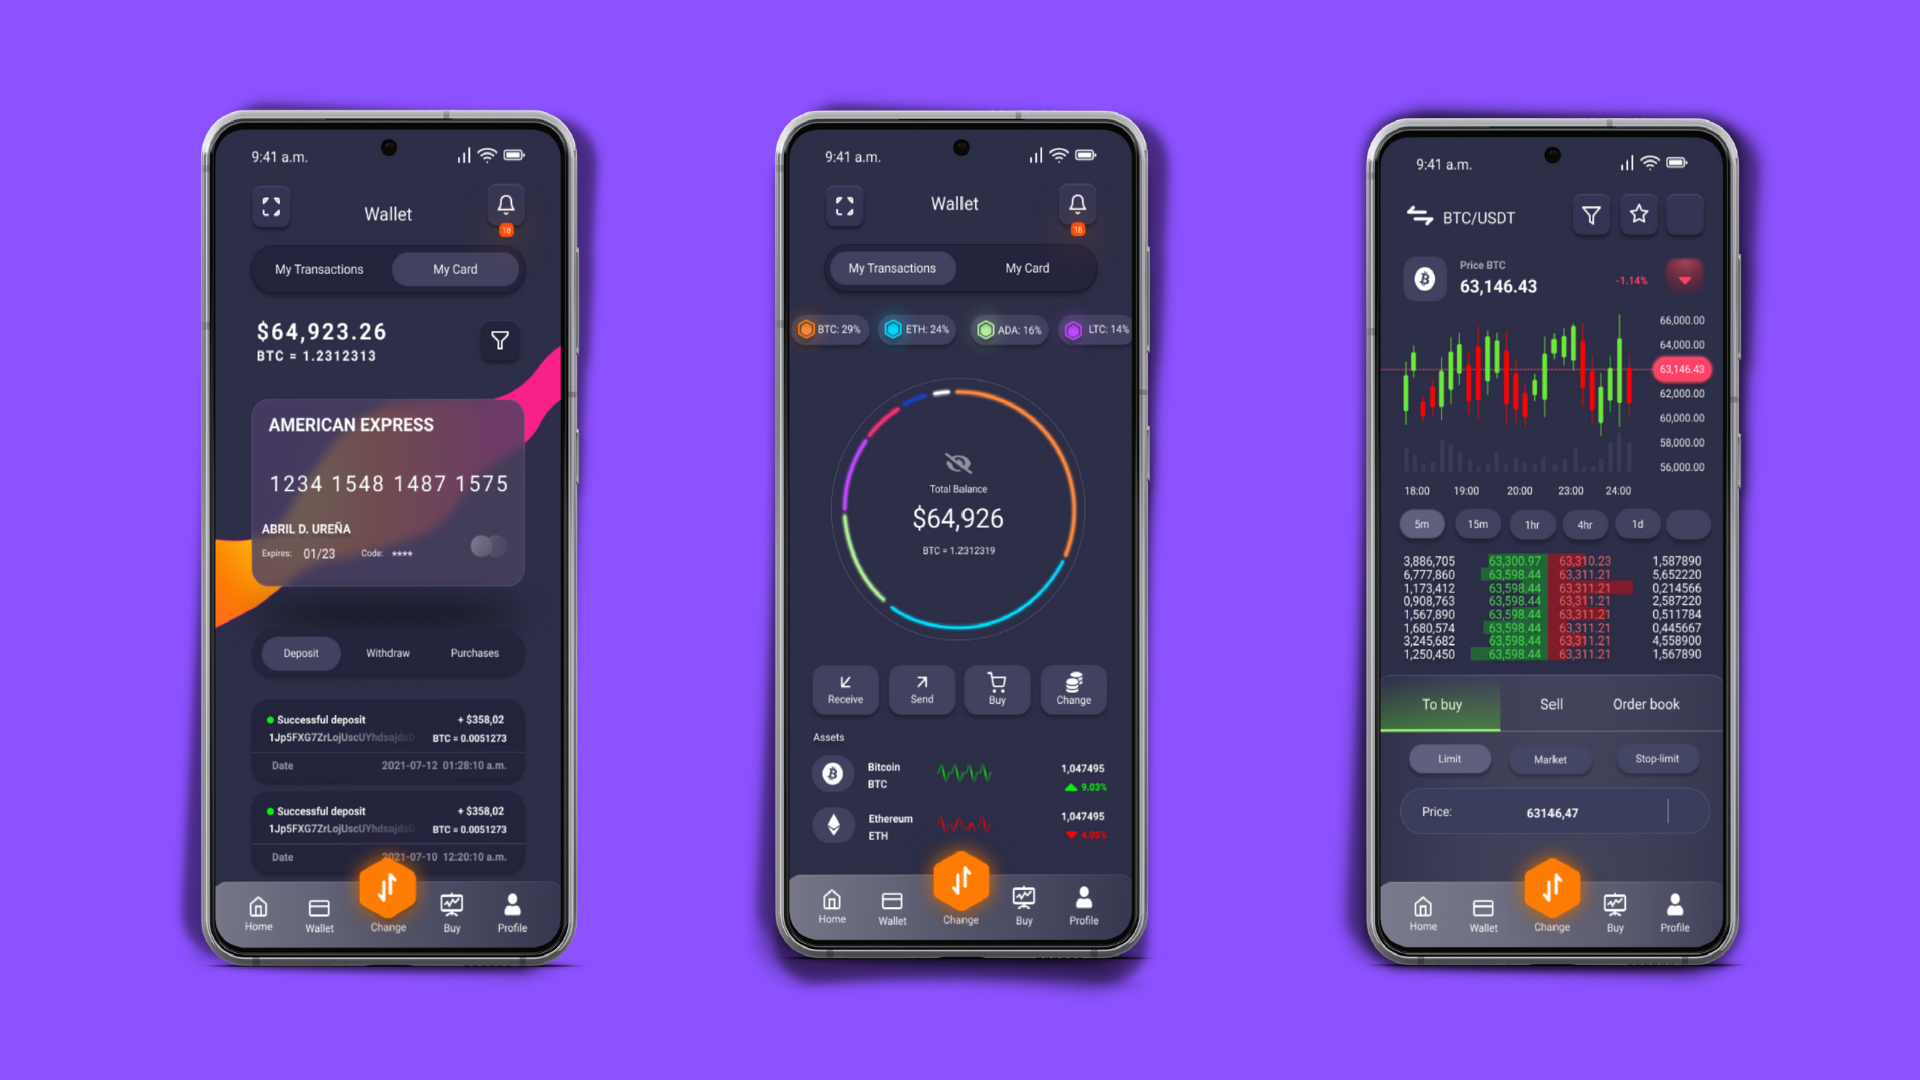 9:41 a.m.
Wallet
18
My Transactions My Card
$64,923.26
BTC = 1.2312313
AMERICAN EXPRESS
1234 1548 1487 1575
ABRIL D. UREÑA
Expires: 01/23 Code: ****
Deposit Withdraw Purchases
Successful deposit + $358,02
1Jp5FXG7ZrLojUscUYhdsajdsD BTC = 0.0051273
Date 2021-07-12 01:28:10 a.m.
Successful deposit + $358,02
1Jp5FXG7ZrLojUscUYhdsajdsD BTC = 0.0051273
Date 2021-07-10 12:20:10 a.m.
Home Wallet Change Buy Profile
9:41 a.m.
Wallet
18
My Transactions My Card
BTC: 29% ETH: 24% ADA: 16% LTC: 14%
Total Balance
$64,926
BTC = 1.2312319
Receive Send Buy Change
Assets
Bitcoin 1,047495
BTC 9.03%
Ethereum 1,047495
ETH 4.05%
Home Wallet Change Buy Profile
9:41 a.m.
BTC/USDT
Price BTC
63,146.43 -1.14%
66,000.00
64,000.00
63,146.43
62,000.00
60,000.00
58,000.00
56,000.00
18:00 19:00 20:00 23:00 24:00
5m 15m 1hr 4hr 1d
3,886,705 63,300.97 63,310.23 1,587890
6,777,860 63,598.44 63,311.21 5,652220
1,173,412 63,598.44 63,311.21 0,214566
0,908,763 63,598.44 63,311.21 2,587220
1,567,890 63,598.44 63,311.21 0,511784
1,680,574 63,598.44 63,311.21 0,445667
3,245,682 63,598.44 63,311.21 4,558900
1,250,450 63,598.44 63,311.21 1,567890
To buy Sell Order book
Limit Market Stop-limit
Price: 63146,47
Home Wallet Change Buy Profile